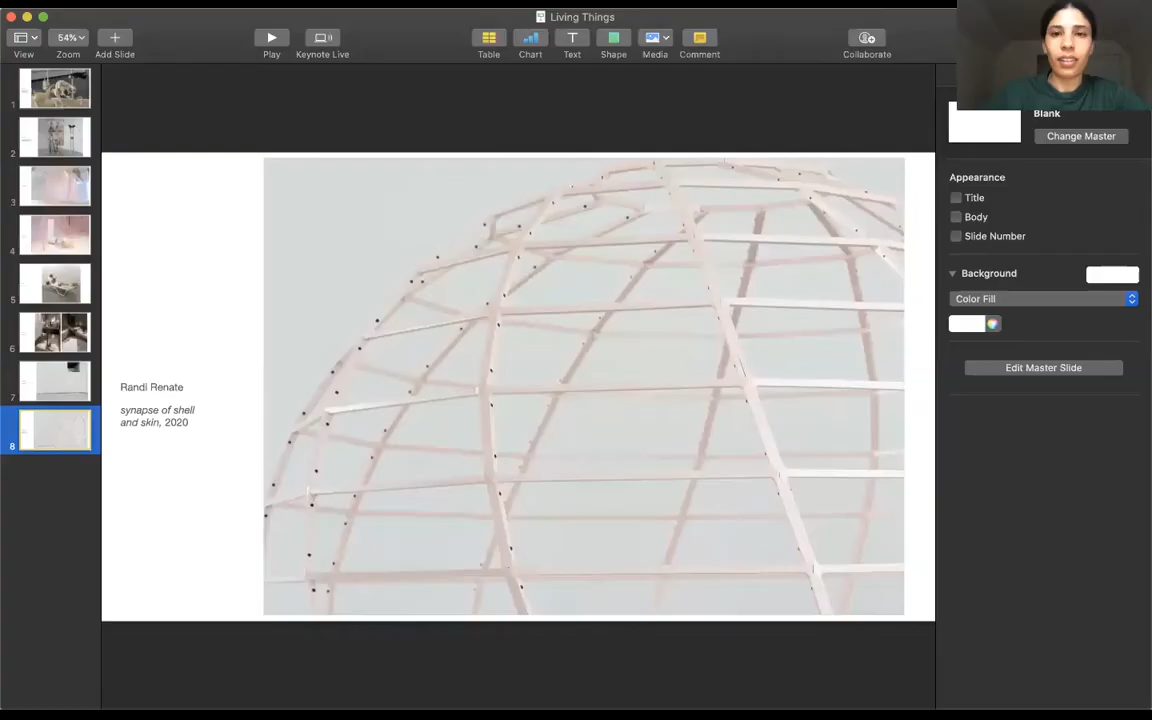 Living Things
54%
View
Zoom
Add Slide
Play
Keynote Live
Table
Chart
Text
Shape
Media
Comment
Collaborate
1
2
3
4
5
6
7
8
Randi Renate
synapse of shell
and skin, 2020
Blank
Change Master
Appearance
Title
Body
Slide Number
Background
Color Fill
Edit Master Slide